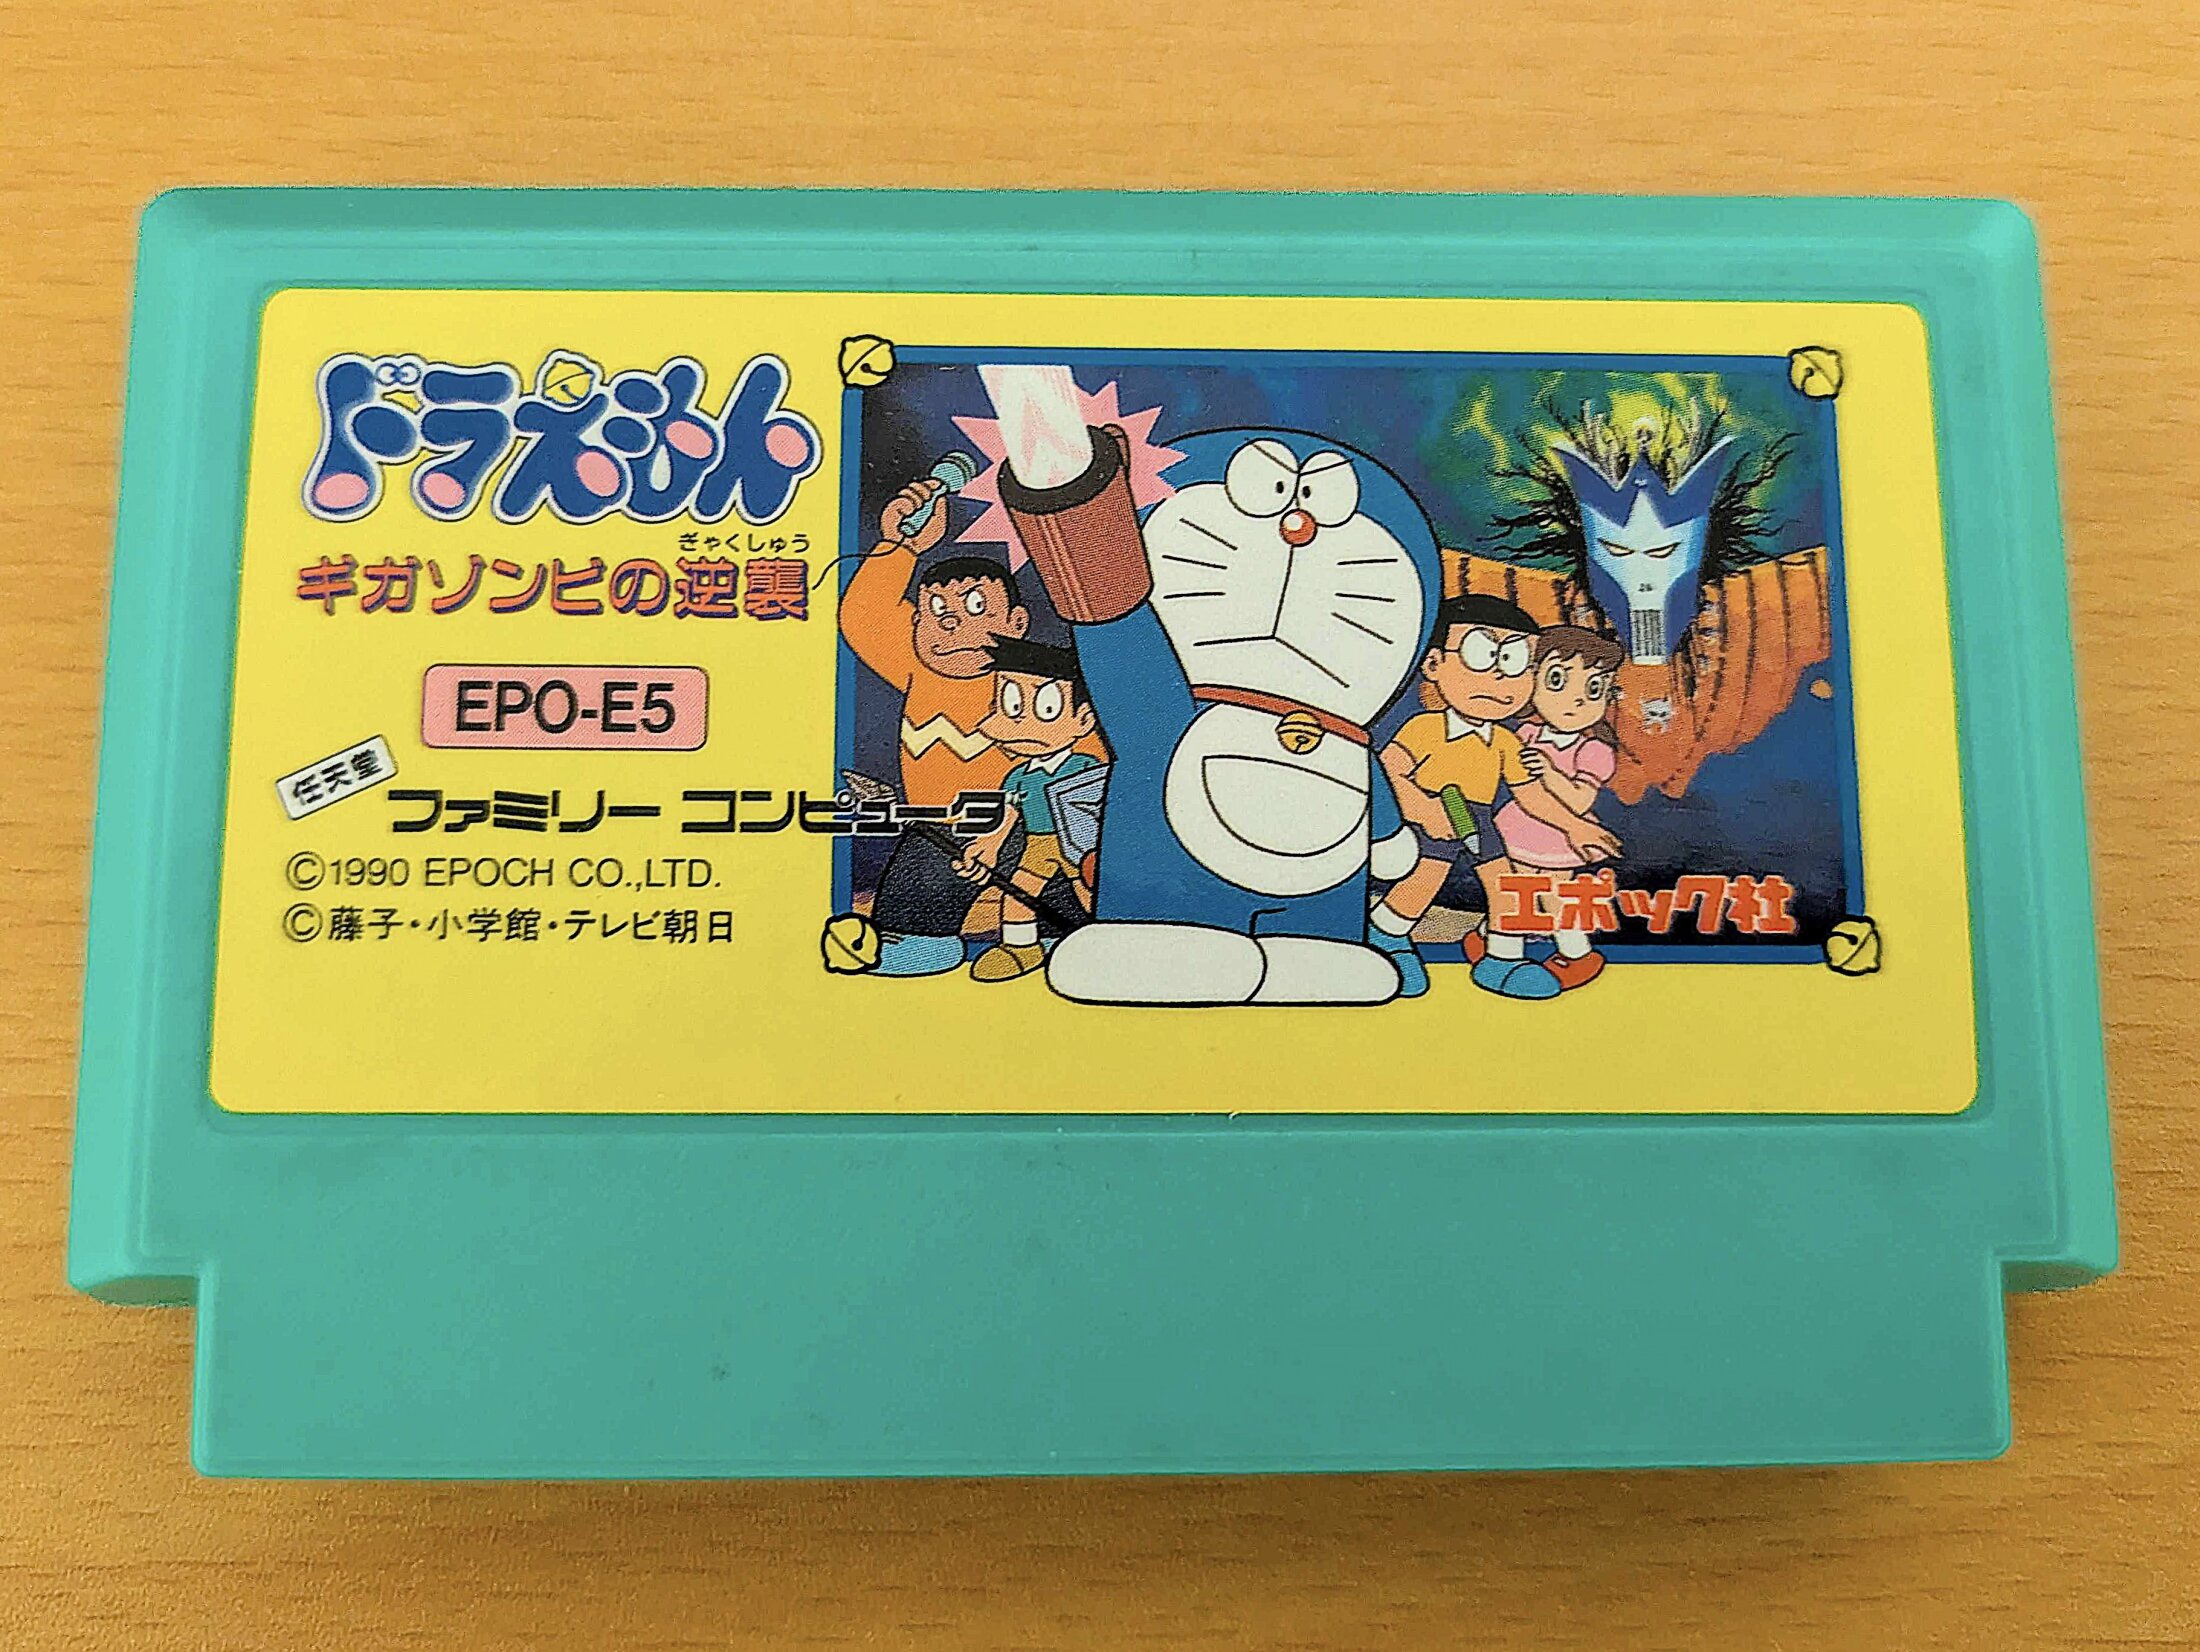 ドラえもん
ぎゃくしゅう
ギガゾンビの逆襲
EPO-E5
任天堂
ファミリー コンピュータ
©1990 EPOCH CO.,LTD.
©藤子・小学館・テレビ朝日
エポック社